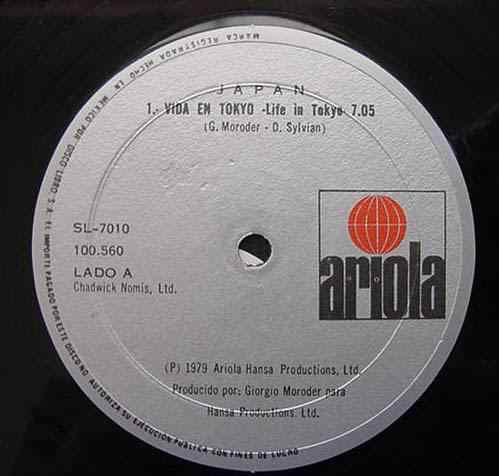 MARCA REGISTRADA HECHO EN MEXICO POR DISCO LIBRO S.A. EL IMPORTE PAGADO POR ESTE DISCO NO AUTORIZA SU EJECUCION PUBLICA CON FINES DE LUCRO
JAPAN
1.- VIDA EN TOKYO -Life in Tokyo 7.05
(G. Moroder - D. Sylvian)
SL-7010
100.560
LADO A
Chadwick Nomis, Ltd.
ariola
(P) 1979 Ariola Hansa Productions, Ltd.
Producido por: Giorgio Moroder para
Hansa Productions. Ltd.